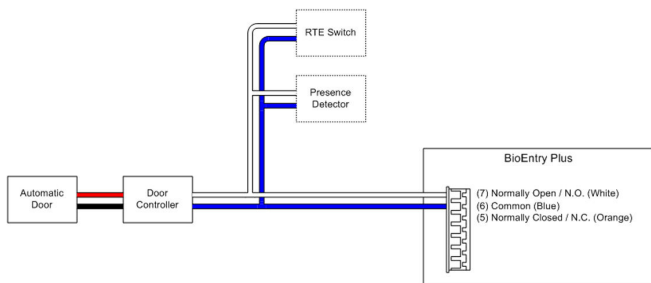 RTE Switch
Presence
Detector
BioEntry Plus
Automatic
Door
Door
Controller
(7) Normally Open / N.O. (White)
(6) Common (Blue)
(5) Normally Closed / N.C. (Orange)